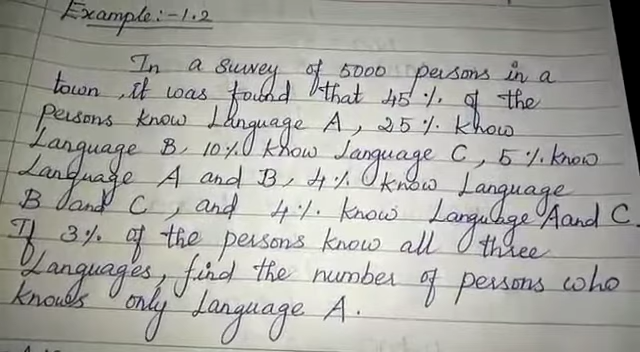 Example:-1.2
In a survey of 5000 persons in a
town, it was found that 45% of the
persons know Language A, 25% know
Language B, 10% know Language C, 5% know
Language A and B, 4% know Language
B and C, and 4% know Language A and C.
If 3% of the persons know all three
Languages, find the number of persons who
knows only Language A.